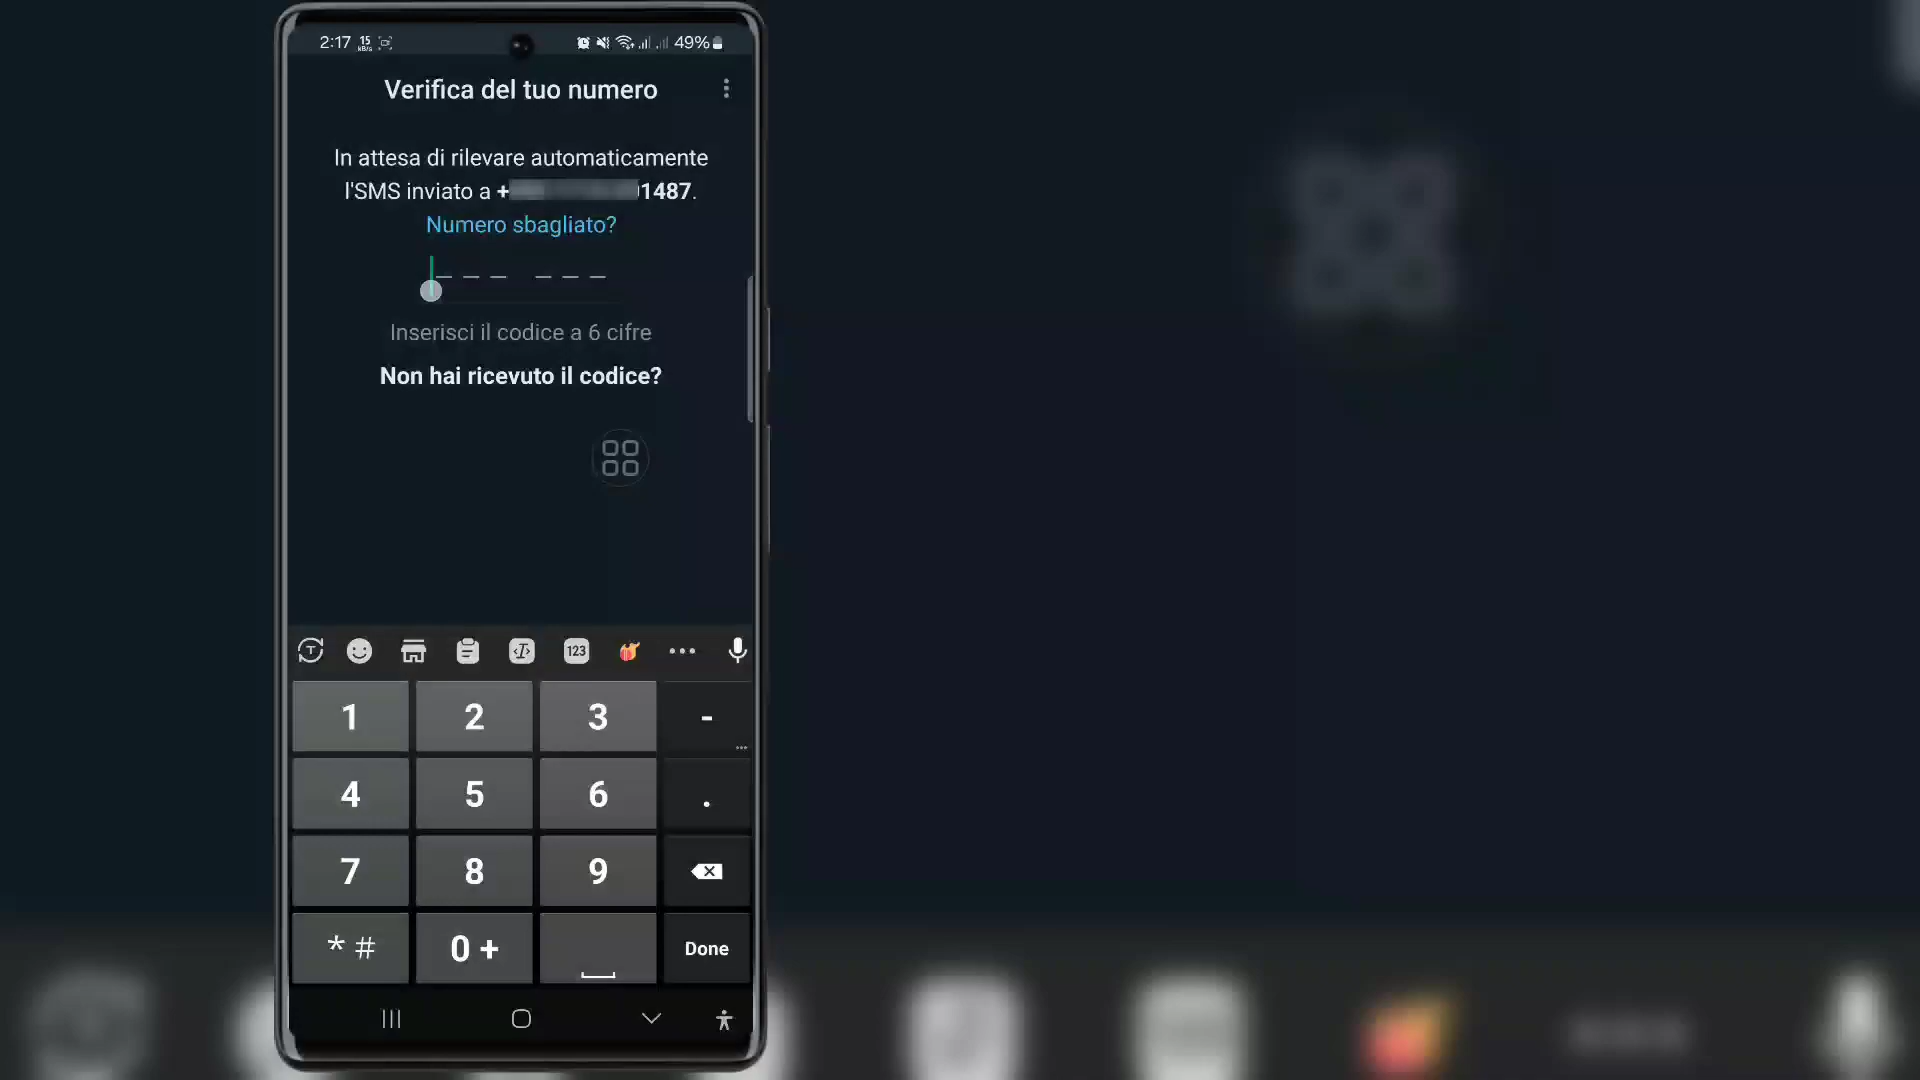 2:17 15 KB/s 49%
Verifica del tuo numero
In attesa di rilevare automaticamente
l'SMS inviato a + 1487.
Numero sbagliato?
Inserisci il codice a 6 cifre
Non hai ricevuto il codice?
T 123
1 2 3 -
4 5 6 .
7 8 9
* # 0 + Done